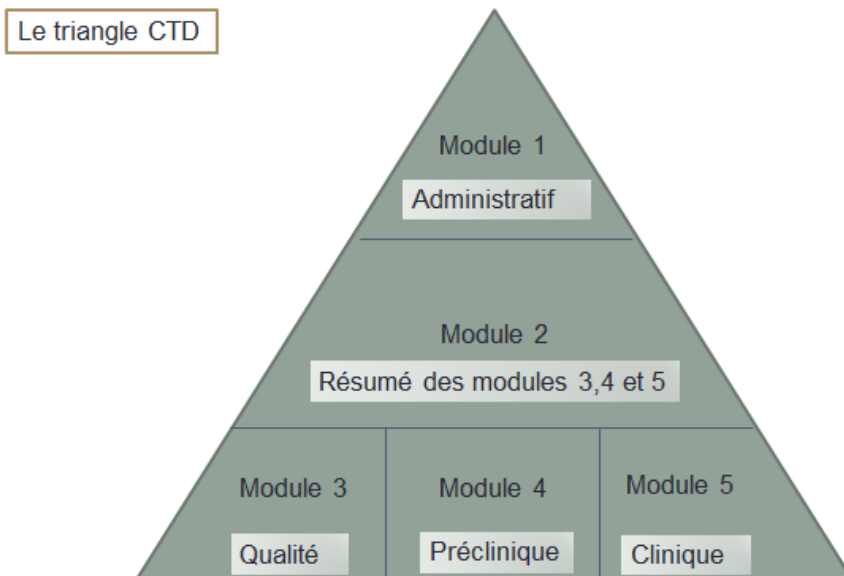 Le triangle CTD
Module 1
Administratif
Module 2
Résumé des modules 3,4 et 5
Module 3
Module 4
Module 5
Qualité
Préclinique
Clinique